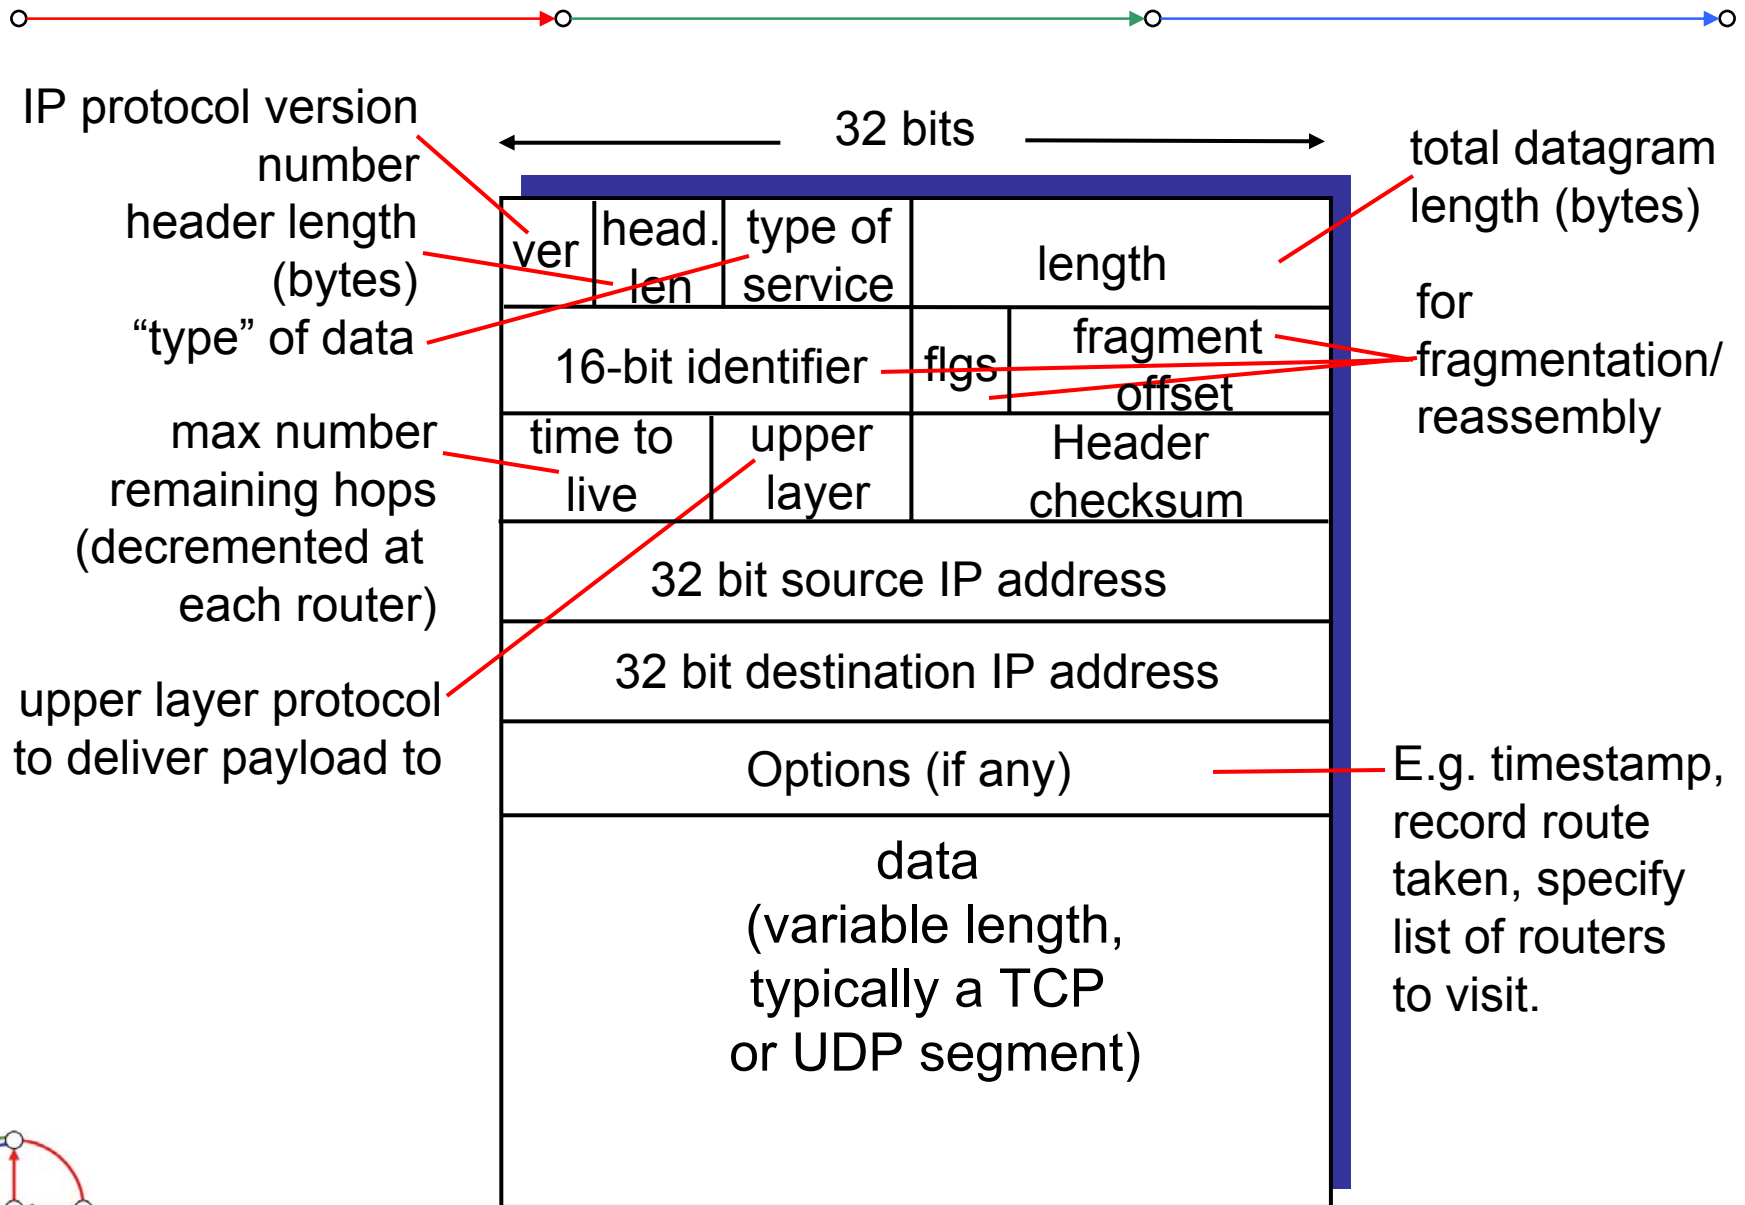 IP protocol version
number
header length
(bytes)
“type” of data
max number
remaining hops
(decremented at
each router)
upper layer protocol
to deliver payload to
32 bits
ver
head.
len
type of
service
length
16-bit identifier
flgs
fragment
offset
time to
live
upper
layer
Header
checksum
32 bit source IP address
32 bit destination IP address
Options (if any)
data
(variable length,
typically a TCP
or UDP segment)
total datagram
length (bytes)
for
fragmentation/
reassembly
E.g. timestamp,
record route
taken, specify
list of routers
to visit.